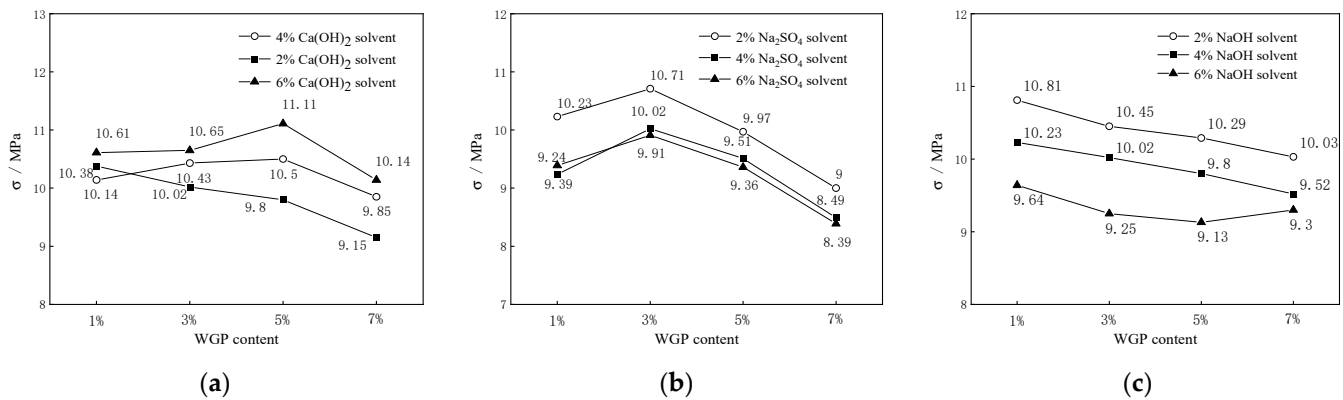 13
12
11
10
9
8
σ / MPa
4% Ca(OH)2 solvent
2% Ca(OH)2 solvent
6% Ca(OH)2 solvent
10.61
10.65
11.11
10.14
10.38
10.14
10.43
10.02
10.5
9.8
9.85
9.15
1% 3% 5% 7%
WGP content
(a)
12
11
10
9
8
7
σ / MPa
2% Na2SO4 solvent
4% Na2SO4 solvent
6% Na2SO4 solvent
10.23
10.71
9.97
9
9.24
10.02
9.51
8.49
9.39
9.91
9.36
8.39
1% 3% 5% 7%
WGP content
(b)
12
11
10
9
8
σ / MPa
2% NaOH solvent
4% NaOH solvent
6% NaOH solvent
10.81
10.45
10.29
10.03
10.23
10.02
9.8
9.52
9.64
9.25
9.13
9.3
1% 3% 5% 7%
WGP content
(c)